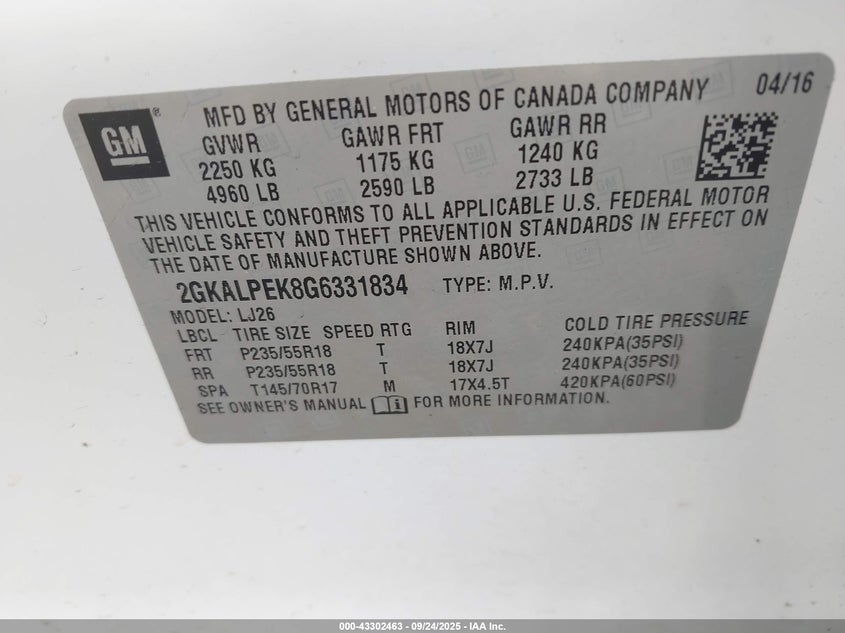 MFD BY GENERAL MOTORS OF CANADA COMPANY 04/16
GM®
GVWR GAWR FRT GAWR RR
2250 KG 1175 KG 1240 KG
4960 LB 2590 LB 2733 LB
THIS VEHICLE CONFORMS TO ALL APPLICABLE U.S. FEDERAL MOTOR
VEHICLE SAFETY AND THEFT PREVENTION STANDARDS IN EFFECT ON
THE DATE OF MANUFACTURE SHOWN ABOVE.
2GKALPEK8G6331834 TYPE: M.P.V.
MODEL: LJ26
LBCL TIRE SIZE SPEED RTG RIM COLD TIRE PRESSURE
FRT P235/55R18 T 18X7J 240KPA(35PSI)
RR P235/55R18 T 18X7J 240KPA(35PSI)
SPA T145/70R17 M 17X4.5T 420KPA(60PSI)
SEE OWNER'S MANUAL FOR MORE INFORMATION.
000-43302463 - 09/24/2025 - IAA Inc.